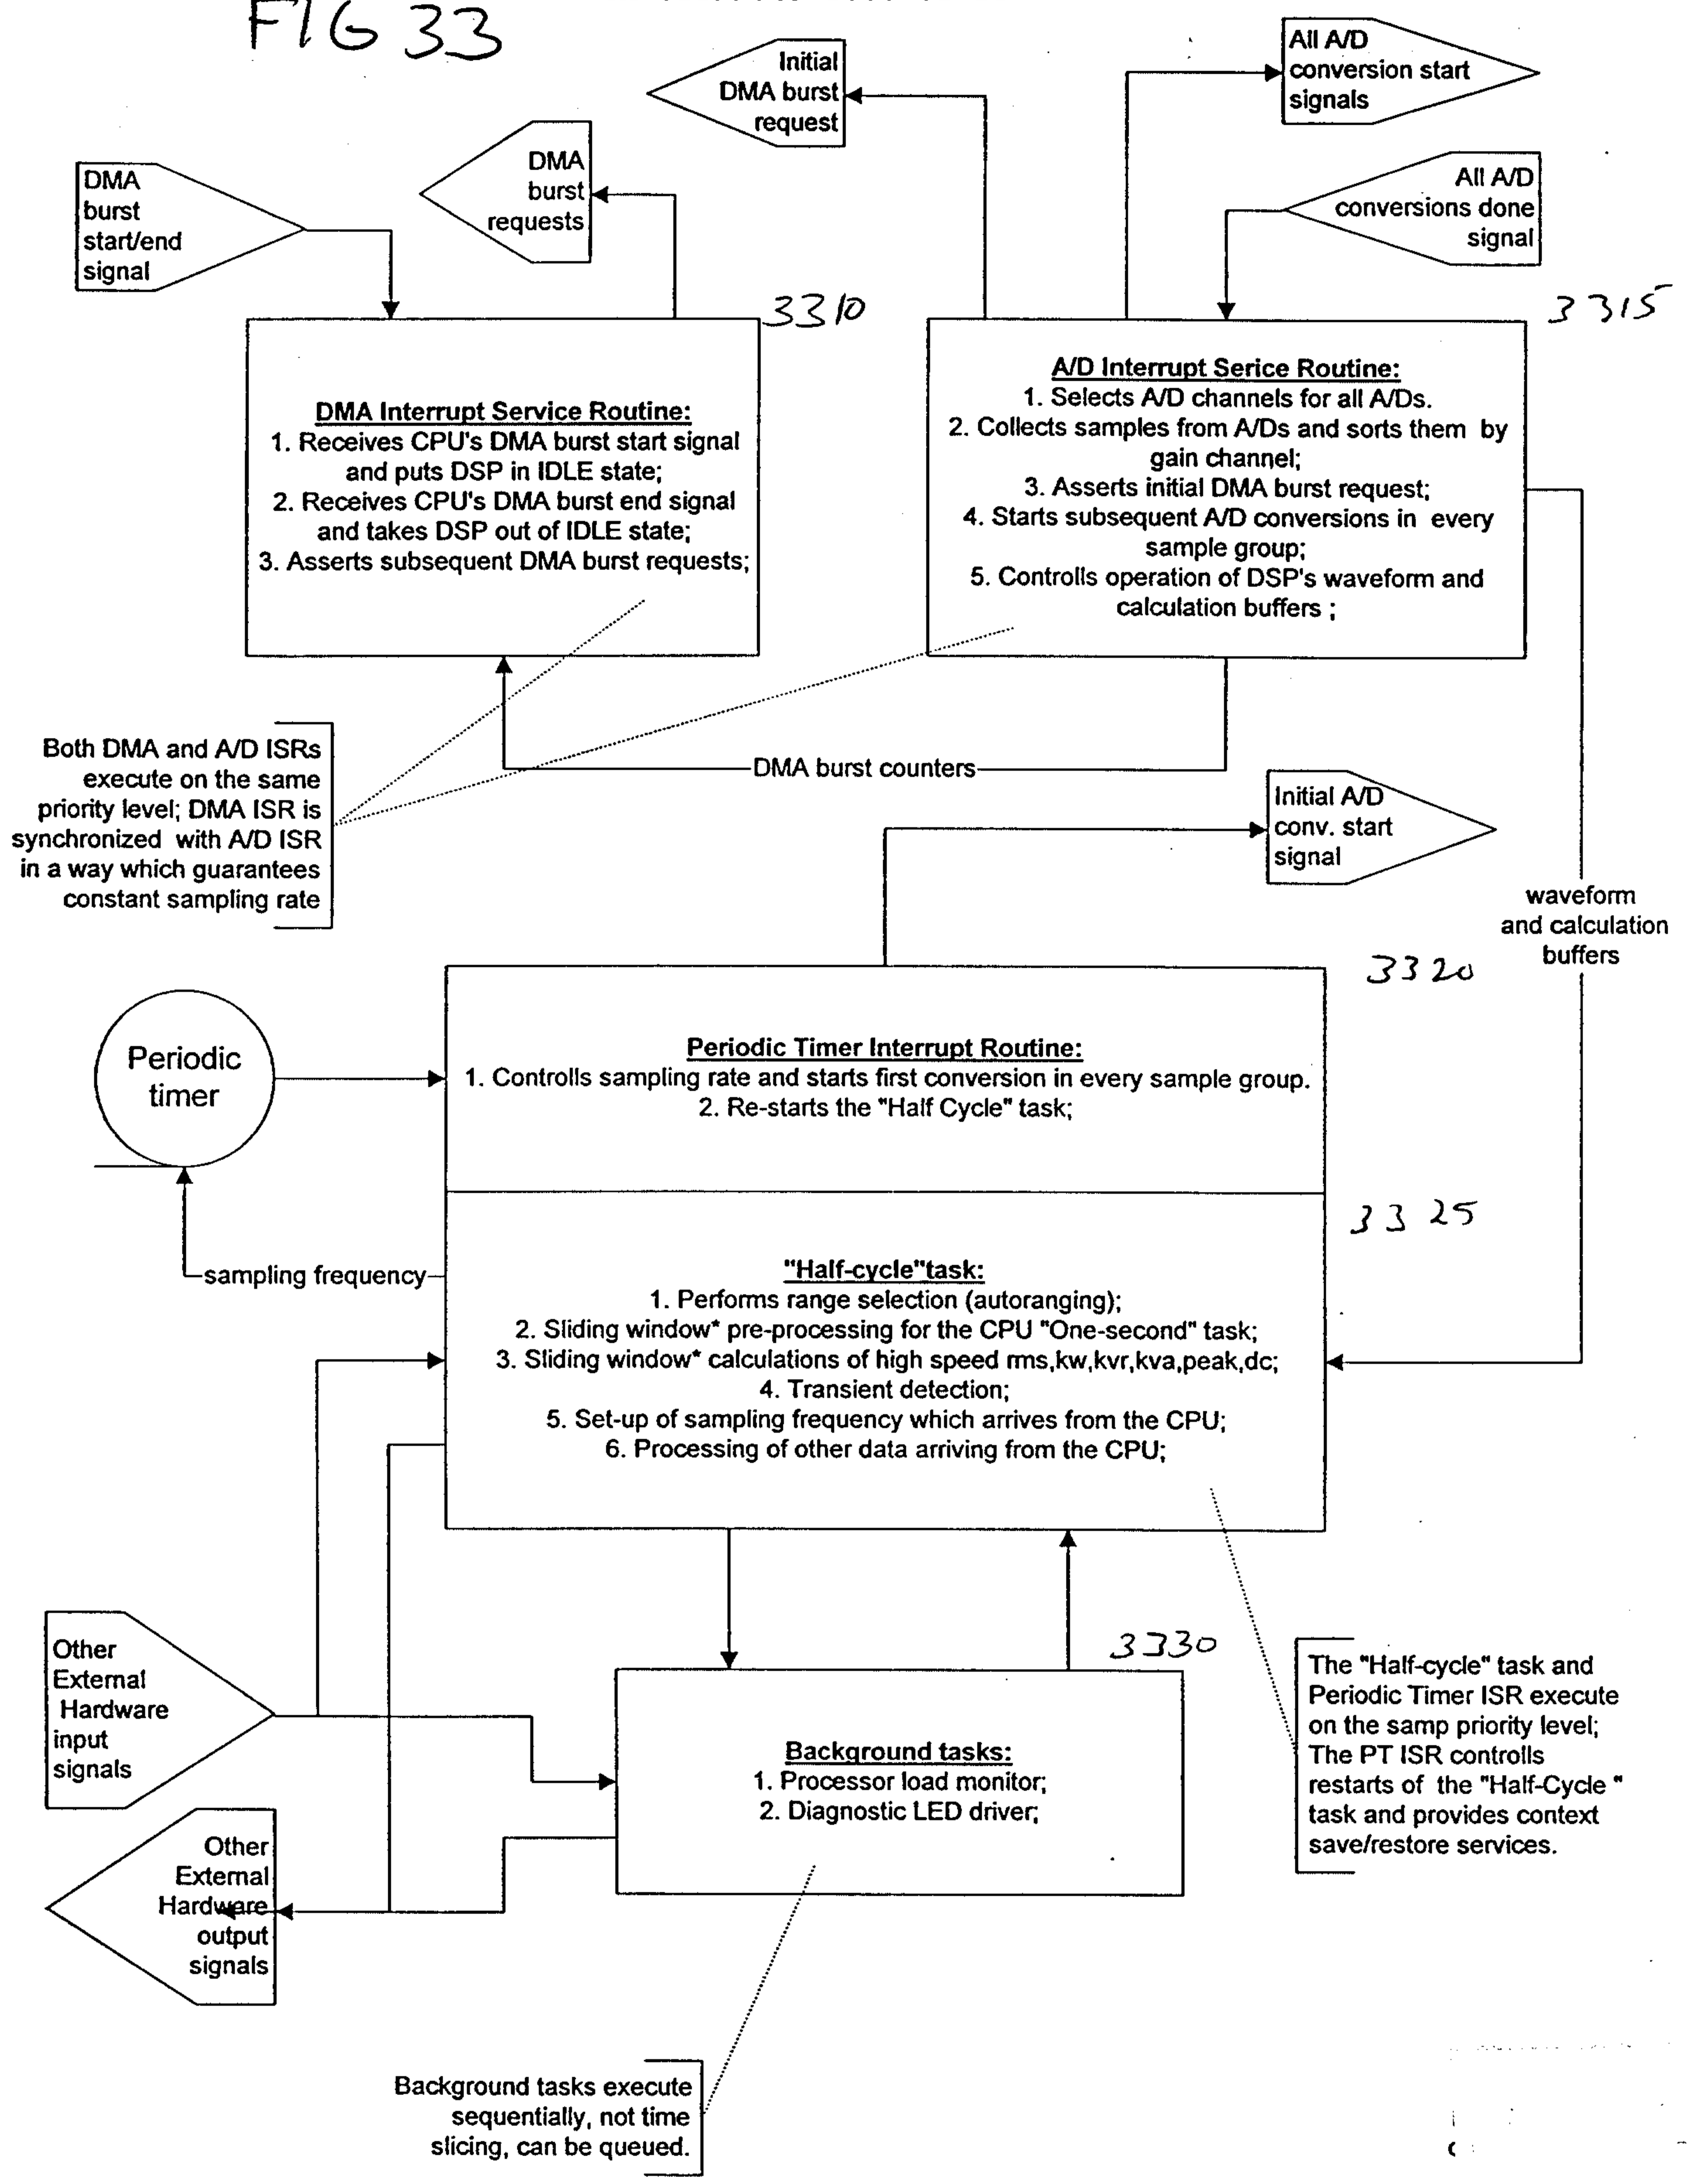 FIG 33
All A/D
conversion start
signals
Initial
DMA burst
request
DMA
burst
requests
DMA
burst
start/end
signal
All A/D
conversions done
signal
3310
3315
DMA Interrupt Service Routine:
1. Receives CPU's DMA burst start signal
and puts DSP in IDLE state;
2. Receives CPU's DMA burst end signal
and takes DSP out of IDLE state;
3. Asserts subsequent DMA burst requests;
A/D Interrupt Serice Routine:
1. Selects A/D channels for all A/Ds.
2. Collects samples from A/Ds and sorts them by
gain channel;
3. Asserts initial DMA burst request;
4. Starts subsequent A/D conversions in every
sample group;
5. Controlls operation of DSP's waveform and
calculation buffers ;
Both DMA and A/D ISRs
execute on the same
priority level; DMA ISR is
synchronized with A/D ISR
in a way which guarantees
constant sampling rate
DMA burst counters
Initial A/D
conv. start
signal
waveform
and calculation
buffers
3320
Periodic
timer
Periodic Timer Interrupt Routine:
1. Controlls sampling rate and starts first conversion in every sample group.
2. Re-starts the "Half Cycle" task;
3325
sampling frequency
"Half-cycle"task:
1. Performs range selection (autoranging);
2. Sliding window* pre-processing for the CPU "One-second" task;
3. Sliding window* calculations of high speed rms,kw,kvr,kva,peak,dc;
4. Transient detection;
5. Set-up of sampling frequency which arrives from the CPU;
6. Processing of other data arriving from the CPU;
Other
External
Hardware
input
signals
3330
Background tasks:
1. Processor load monitor;
2. Diagnostic LED driver;
The "Half-cycle" task and
Periodic Timer ISR execute
on the samp priority level;
The PT ISR controlls
restarts of the "Half-Cycle "
task and provides context
save/restore services.
Other
External
Hardware
output
signals
Background tasks execute
sequentially, not time
slicing, can be queued.